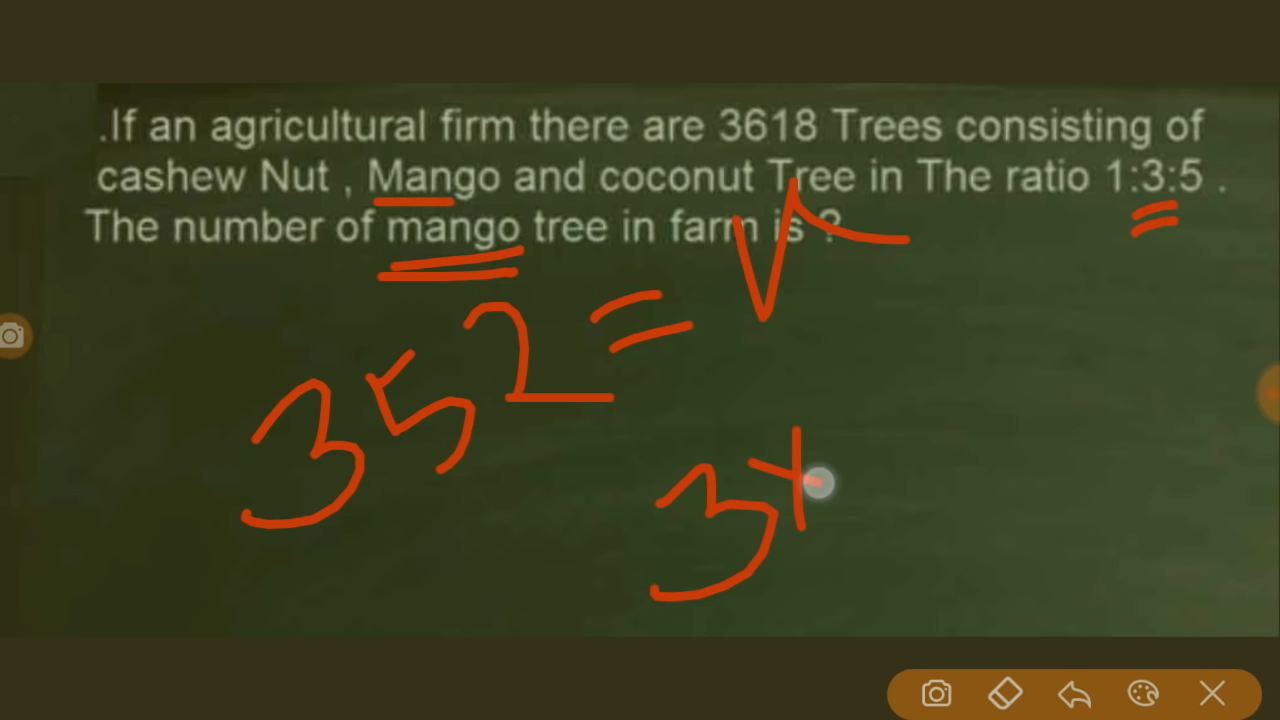 .If an agricultural firm there are 3618 Trees consisting of
cashew Nut , Mango and coconut Tree in The ratio 1:3:5 .
The number of mango tree in farm is ?
352 =
3+